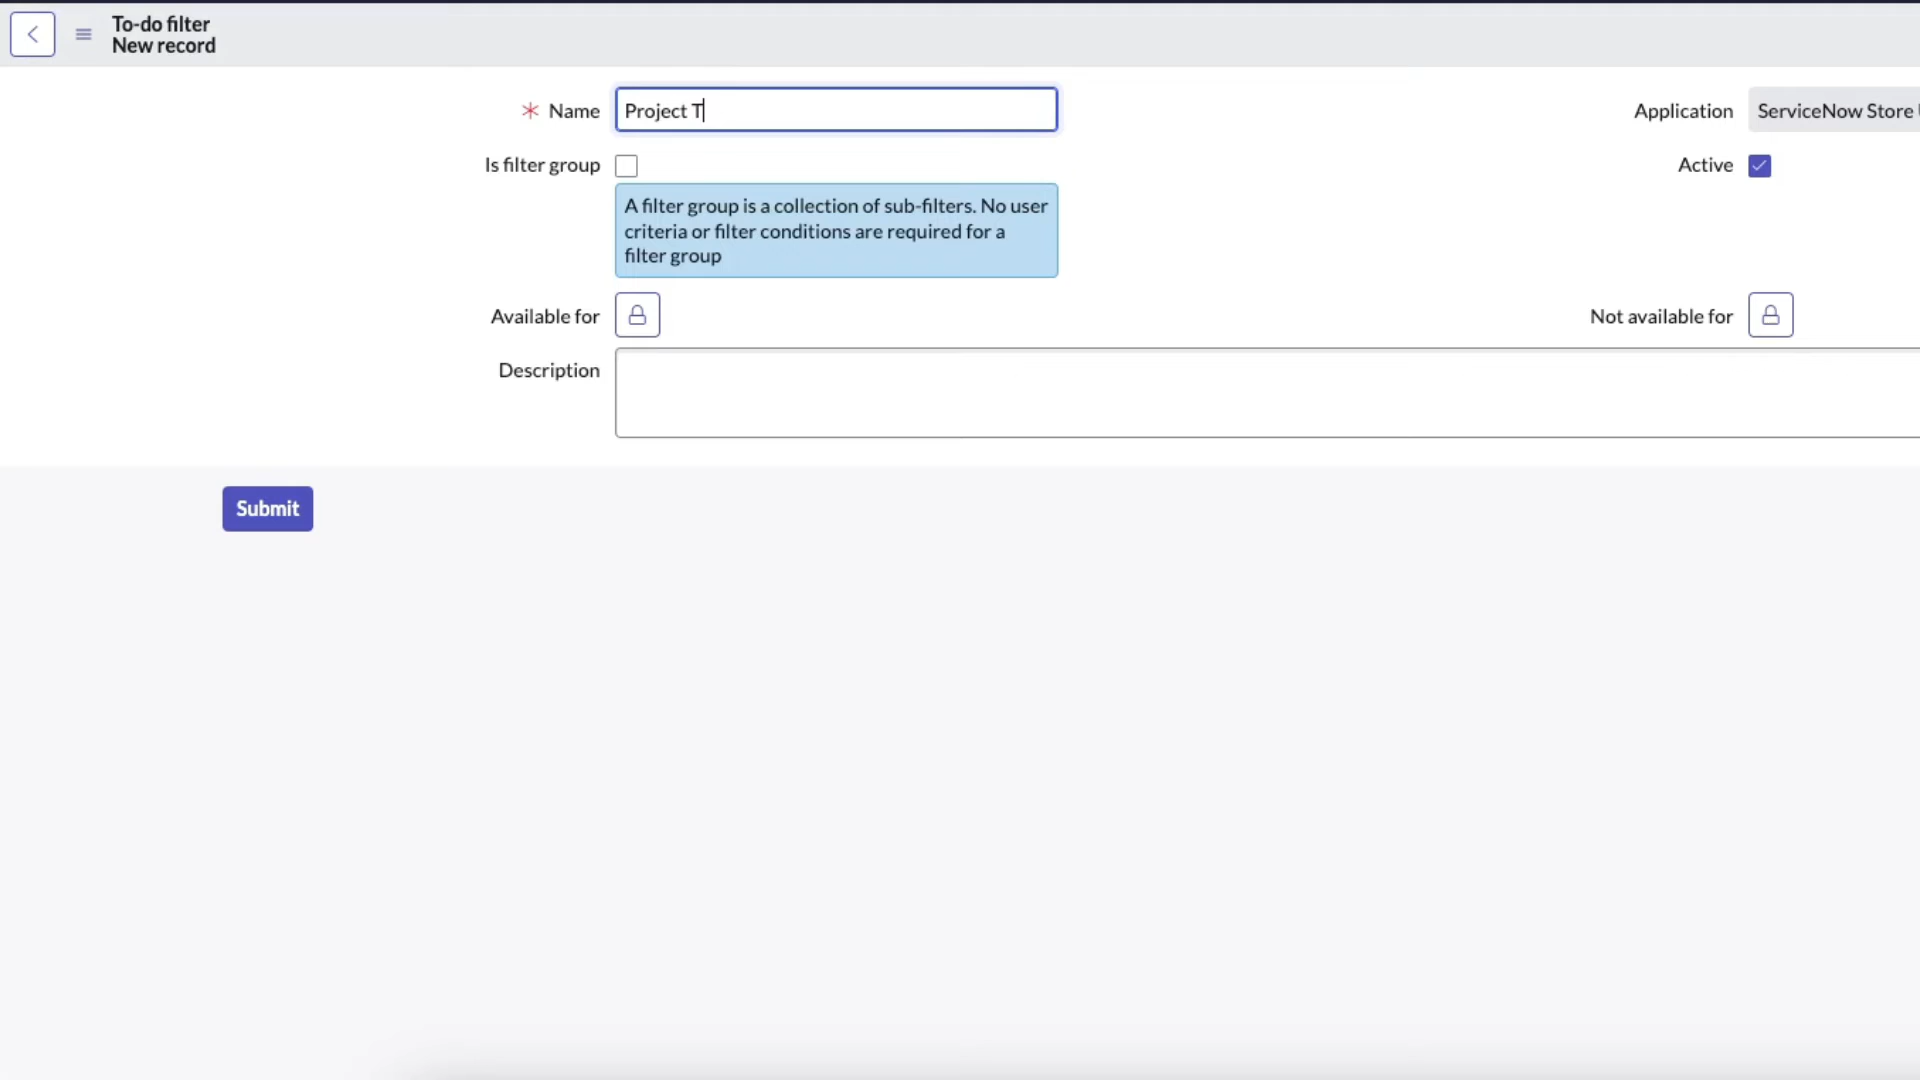 To-do filter
New record
* Name
Project T
Application
ServiceNow Store
Is filter group
Active
A filter group is a collection of sub-filters. No user
criteria or filter conditions are required for a
filter group
Available for
Not available for
Description
Submit